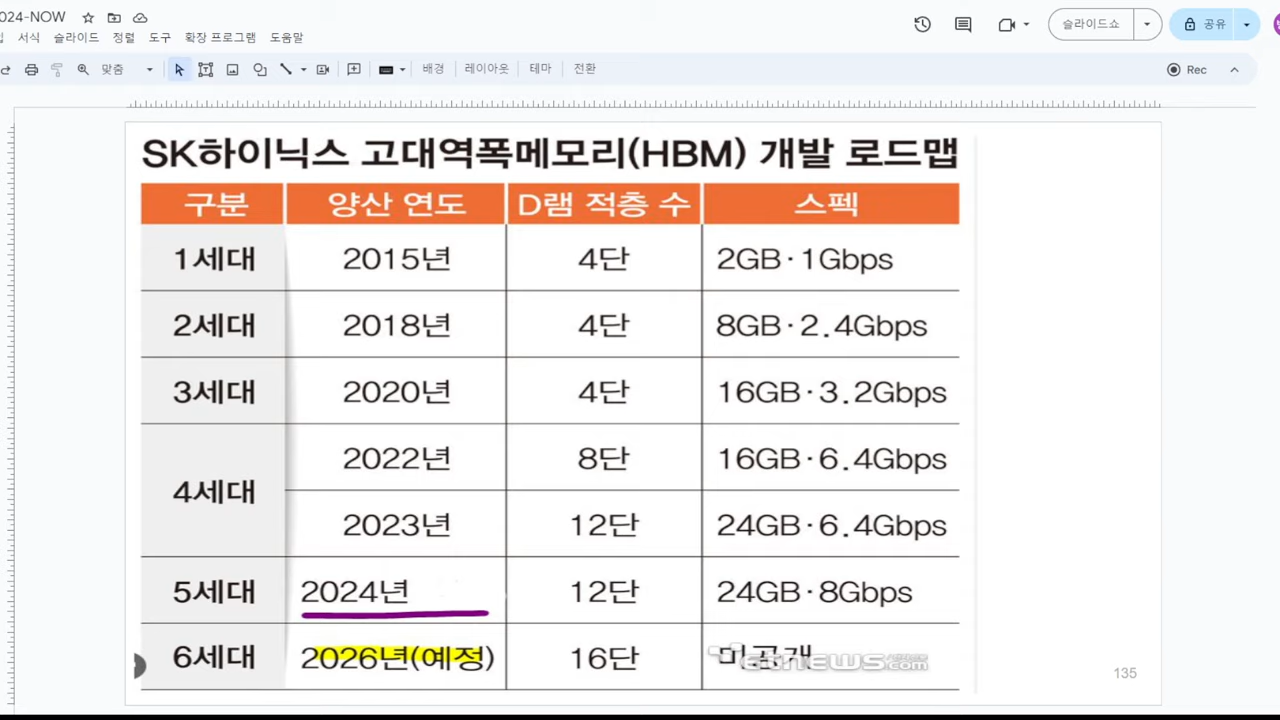 024-NOW
서식 슬라이드 정렬 도구 확장 프로그램 도움말
슬라이드쇼
공유
맞춤
배경 레이아웃 테마 전환
Rec
SK하이닉스 고대역폭메모리(HBM) 개발 로드맵
구분 양산 연도 D램 적층 수 스펙
1세대 2015년 4단 2GB·1Gbps
2세대 2018년 4단 8GB·2.4Gbps
3세대 2020년 4단 16GB·3.2Gbps
4세대 2022년 8단 16GB·6.4Gbps
2023년 12단 24GB·6.4Gbps
5세대 2024년 12단 24GB·8Gbps
6세대 2026년(예정) 16단 미공개
etnews.com
135